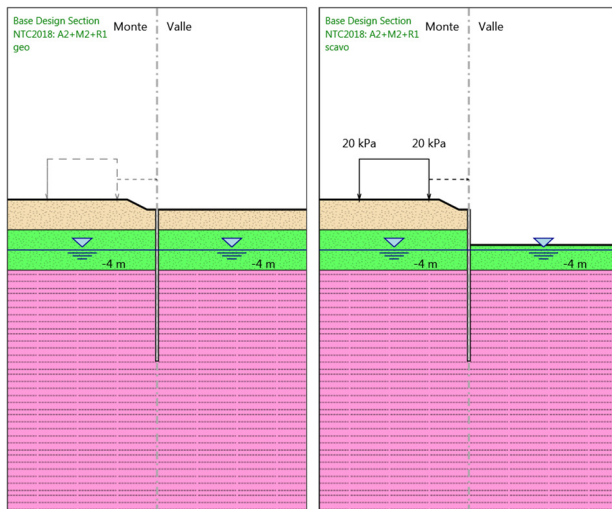 Base Design Section
NTC2018: A2+M2+R1
geo
Monte
Valle
-4 m
-4 m
Base Design Section
NTC2018: A2+M2+R1
scavo
Monte
Valle
20 kPa
20 kPa
-4 m
-4 m